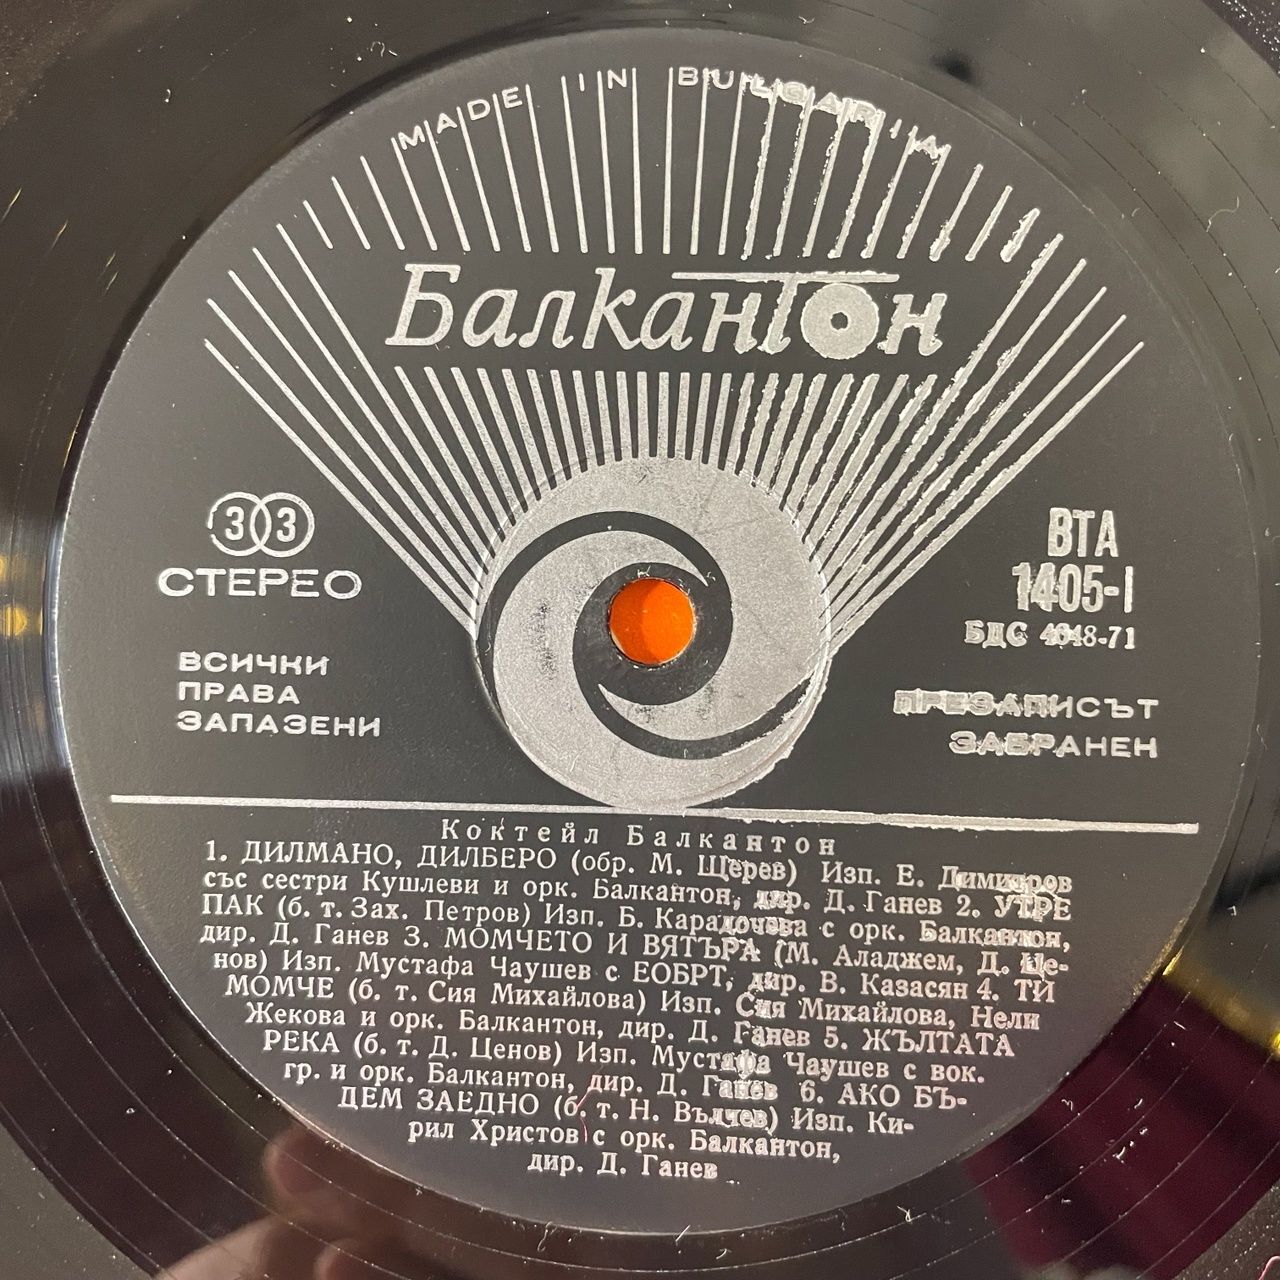 MADE IN BULGARIA
Балкантон
33
СТЕРЕО
ВСИЧКИ
ПРАВА
ЗАПАЗЕНИ
ВТА
1405-I
БДС 4048-71
ПРЕЗАПИСЪТ
ЗАБРАНЕН
Коктейл Балкантон
1. ДИЛМАНО, ДИЛБЕРО (обр. М. Щерев) Изп. Е. Димитров
със сестри Кушлеви и орк. Балкантон, дир. Д. Ганев 2. УТРЕ
ПАК (б. т. Зах. Петров) Изп. Б. Карадочева с орк. Балкантон,
дир. Д. Ганев 3. МОМЧЕТО И ВЯТЪРА (М. Аладжем, Д. Це-
нов) Изп. Мустафа Чаушев с ЕОБРТ, дир. В. Казасян 4. ТИ
МОМЧЕ (б. т. Сия Михайлова) Изп. Сия Михайлова, Нели
Жекова и орк. Балкантон, дир. Д. Ганев 5. ЖЪЛТАТА
РЕКА (б. т. Д. Ценов) Изп. Мустафа Чаушев с вок.
гр. и орк. Балкантон, дир. Д. Ганев 6. АКО БЪ-
ДЕМ ЗАЕДНО (б. т. Н. Вълчев) Изп. Ки-
рил Христов с орк. Балкантон,
дир. Д. Ганев